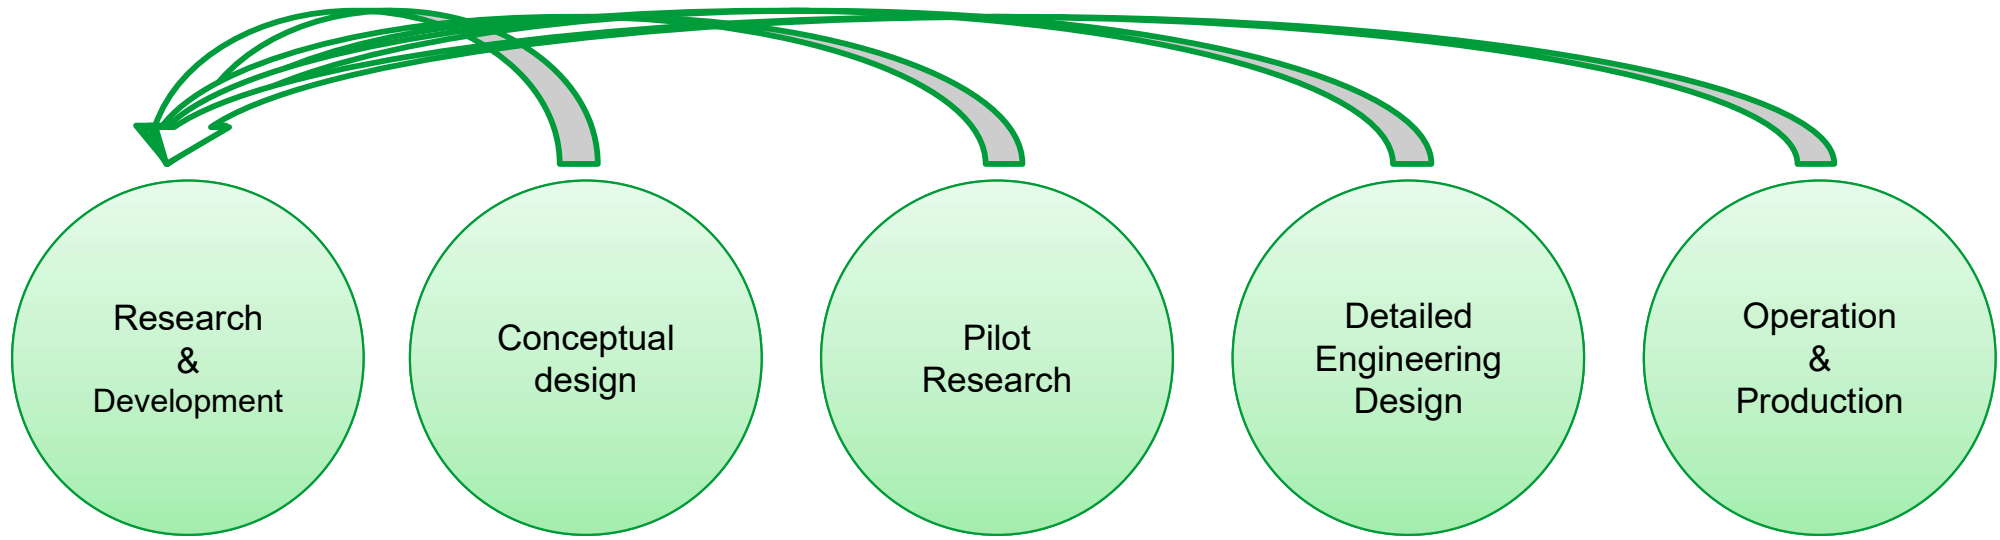 Research
&
Development
Conceptual
design
Pilot
Research
Detailed
Engineering
Design
Operation
&
Production